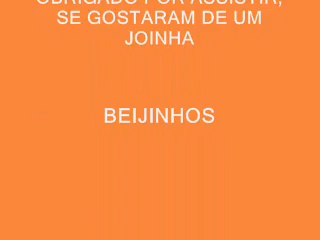 OBRIGADO POR ASSISTIR,
SE GOSTARAM DE UM
JOINHA
BEIJINHOS